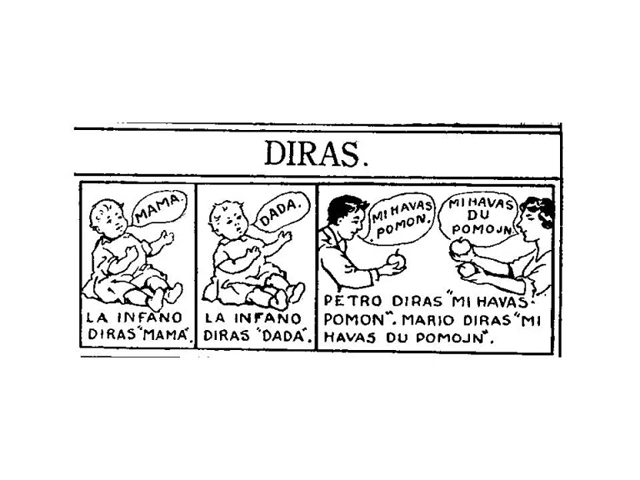 DIRAS.
MAMA.
LA INFANO
DIRAS "MAMA".
DADA.
LA INFANO
DIRAS "DADA".
MI HAVAS
POMON.
MI HAVAS
DU
POMOJN
PETRO DIRAS "MI HAVAS
POMON". MARIO DIRAS "MI
HAVAS DU POMOJN".